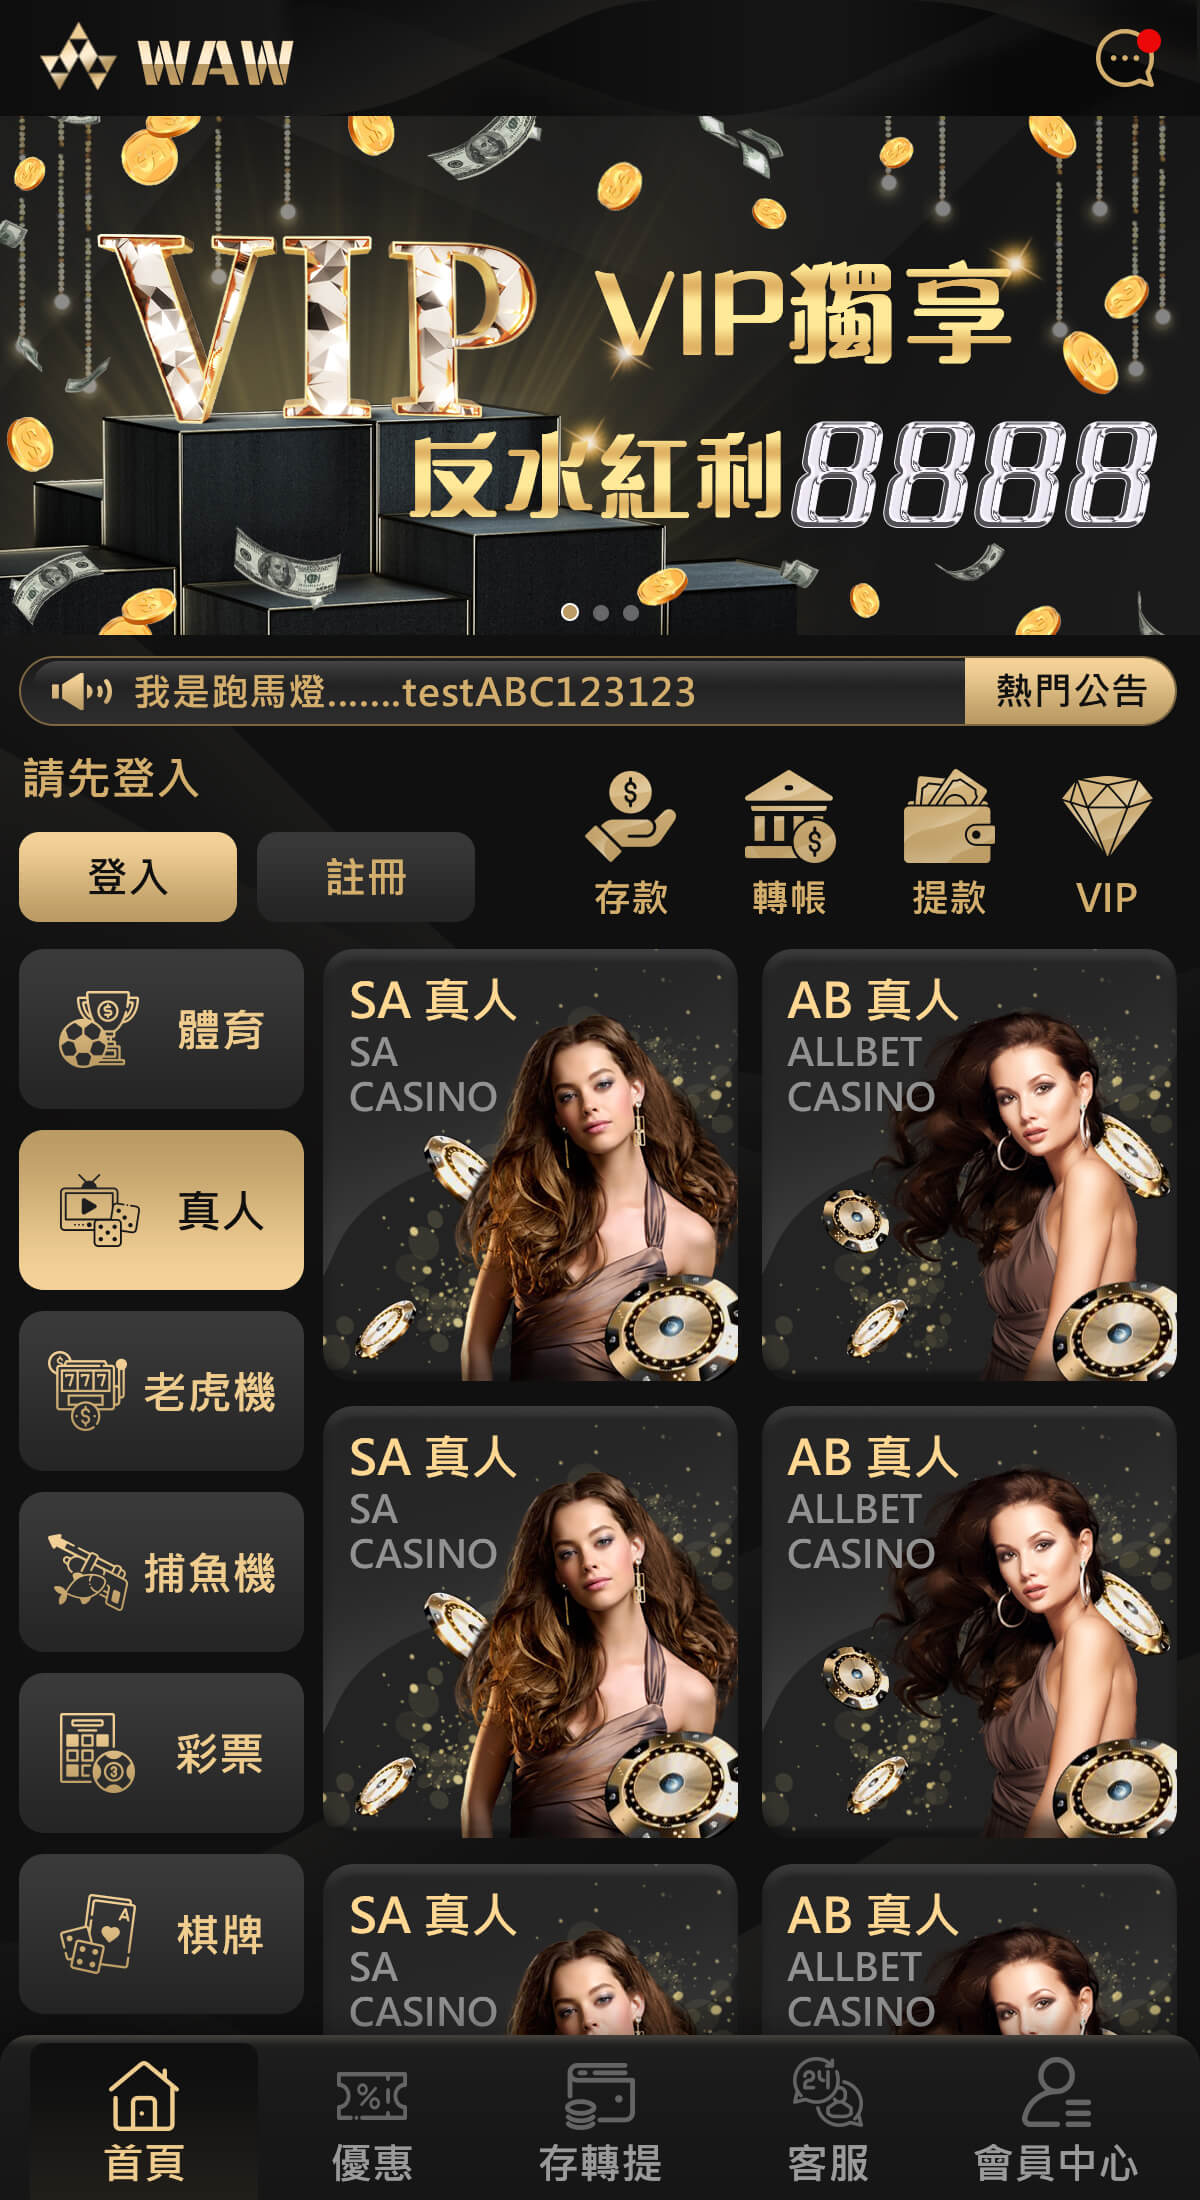 WAW
VIP
VIP獨享
反水紅利8888
我是跑馬燈.......testABC123123
熱門公告
請先登入
登入
註冊
存款
轉帳
提款
VIP
體育
真人
老虎機
777
捕魚機
彩票
3
棋牌
A
SA 真人
SA
CASINO
AB 真人
ALLBET
CASINO
SA 真人
SA
CASINO
AB 真人
ALLBET
CASINO
SA 真人
SA
CASINO
AB 真人
ALLBET
CASINO
首頁
優惠
存轉提
24
客服
會員中心